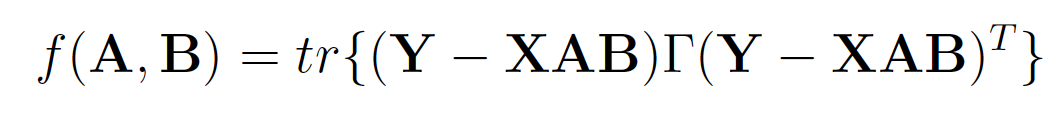 f(A, B) = tr{(Y − XAB)Γ(Y − XAB)ᵀ}